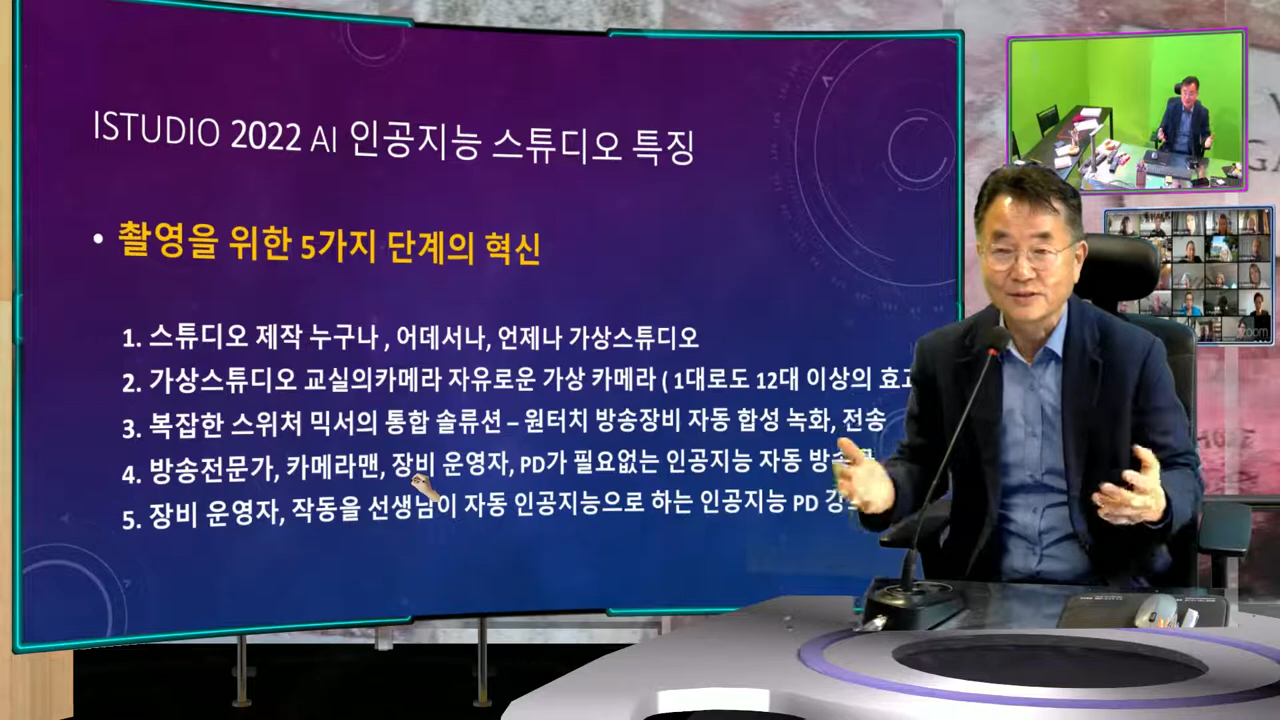 ISTUDIO 2022 AI 인공지능 스튜디오 특징
• 촬영을 위한 5가지 단계의 혁신
1. 스튜디오 제작 누구나 , 어데서나, 언제나 가상스튜디오
2. 가상스튜디오 교실의카메라 자유로운 가상 카메라 ( 1대로도 12대 이상의
3. 복잡한 스위처 믹서의 통합 솔류션 – 원터치 방송장비 자동 합성 녹화, 전송
4. 방송전문가, 카메라맨, 장비 운영자, PD가 필요없는 인공지능 자동
5. 장비 운영자, 작동을 선생님이 자동 인공지능으로 하는 인공지능 PD
zoom